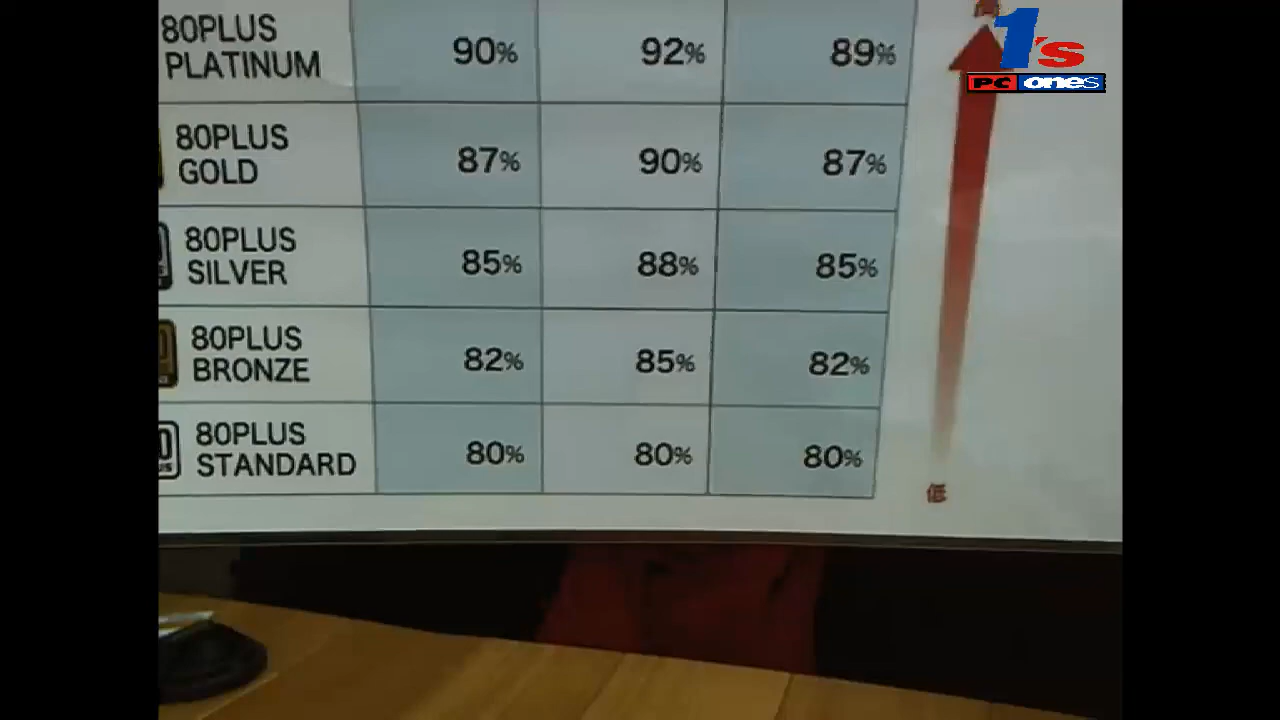 高
1's
PC ones
80PLUS
PLATINUM 90% 92% 89%
80PLUS
GOLD 87% 90% 87%
80PLUS
SILVER 85% 88% 85%
80PLUS
BRONZE 82% 85% 82%
80PLUS
STANDARD 80% 80% 80%
低